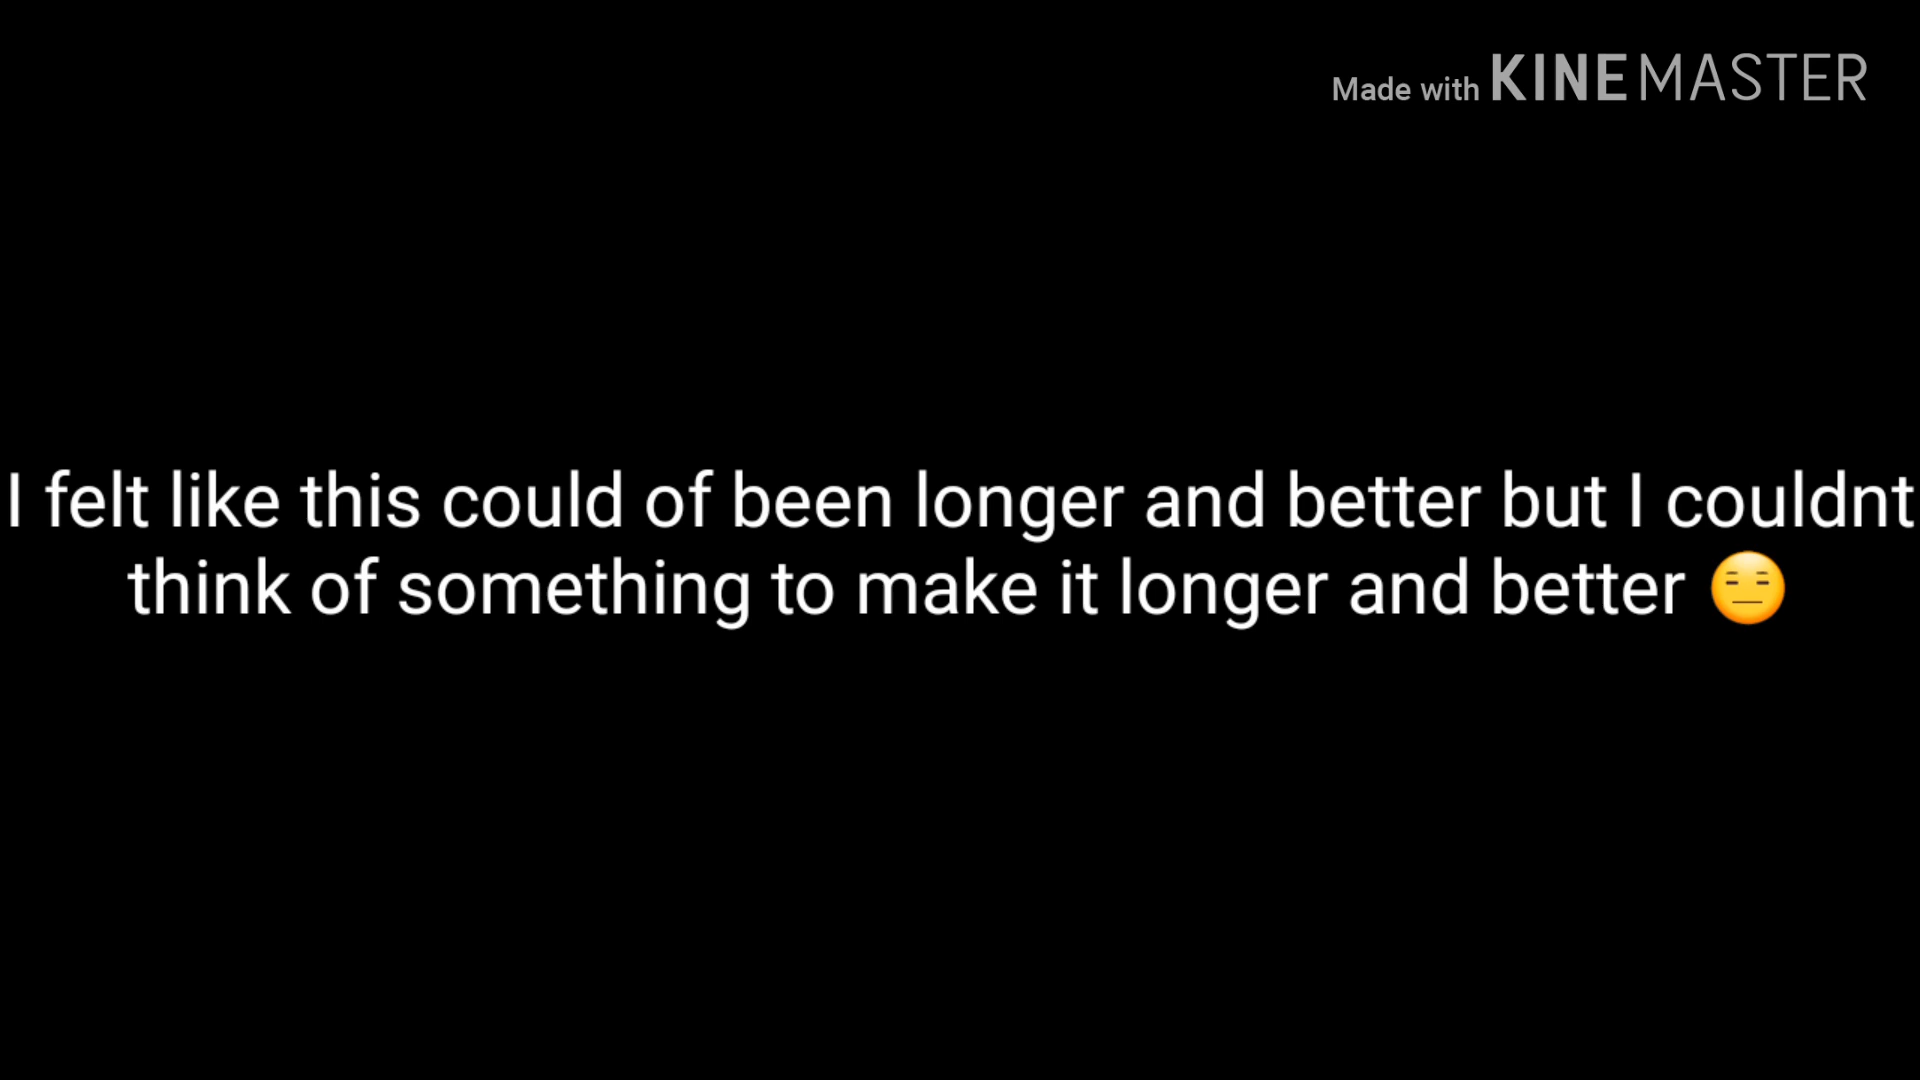 Made with KINEMASTER
I felt like this could of been longer and better but I couldnt
think of something to make it longer and better 😑